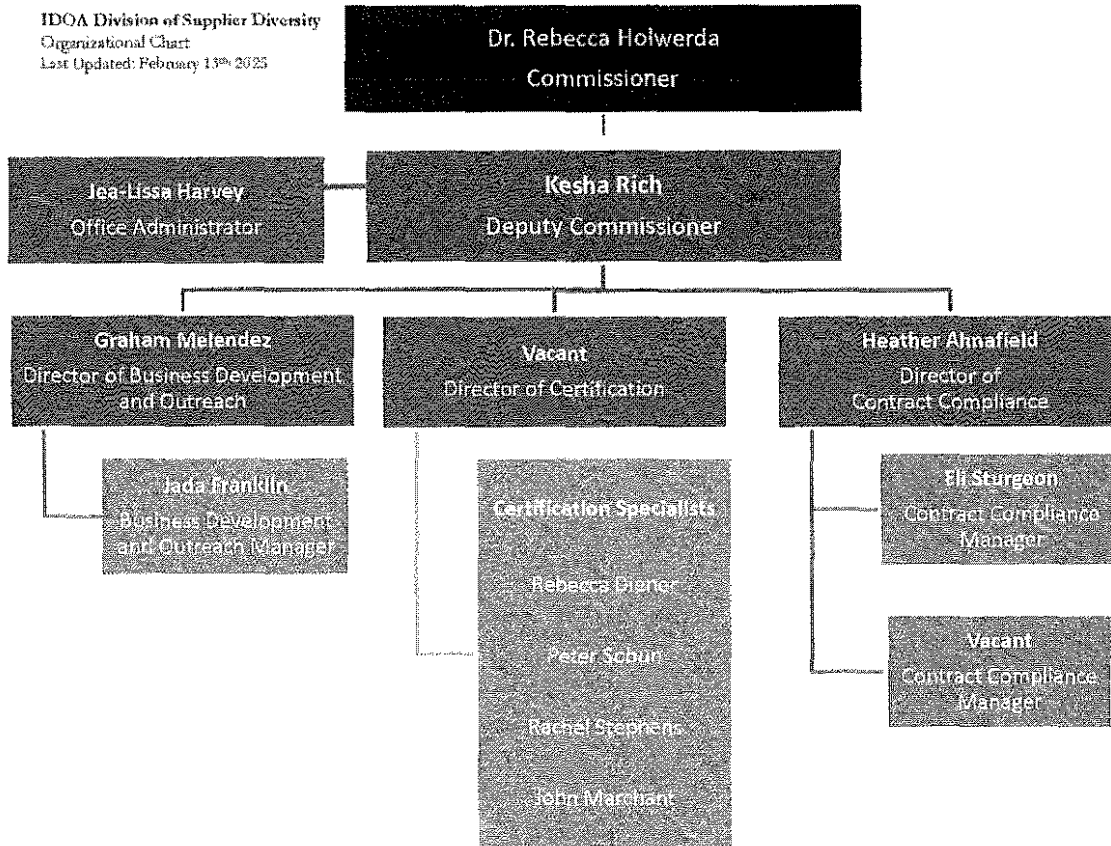 IDOA Division of Supplier Diversity
Organizational Chart
Last Updated: February 13th, 2025
Dr. Rebecca Holwerda
Commissioner
Jea-Lissa Harvey
Office Administrator
Kesha Rich
Deputy Commissioner
Graham Melendez
Director of Business Development
and Outreach
Vacant
Director of Certification
Heather Ahnafield
Director of
Contract Compliance
Jada Franklin
Business Development
and Outreach Manager
Certification Specialists
Rebecca
Peter
Rachel Stephens
John Marchant
Eli Sturgeon
Contract Compliance
Manager
Vacant
Contract Compliance
Manager